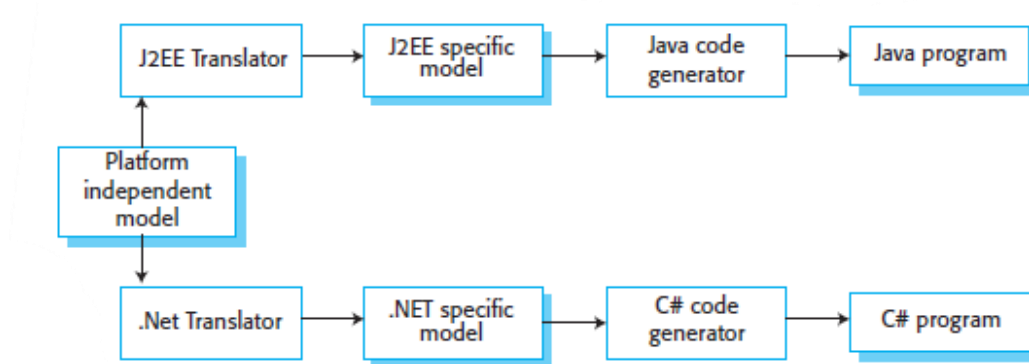 J2EE Translator
J2EE specific
model
Java code
generator
Java program
Platform
independent
model
.Net Translator
.NET specific
model
C# code
generator
C# program